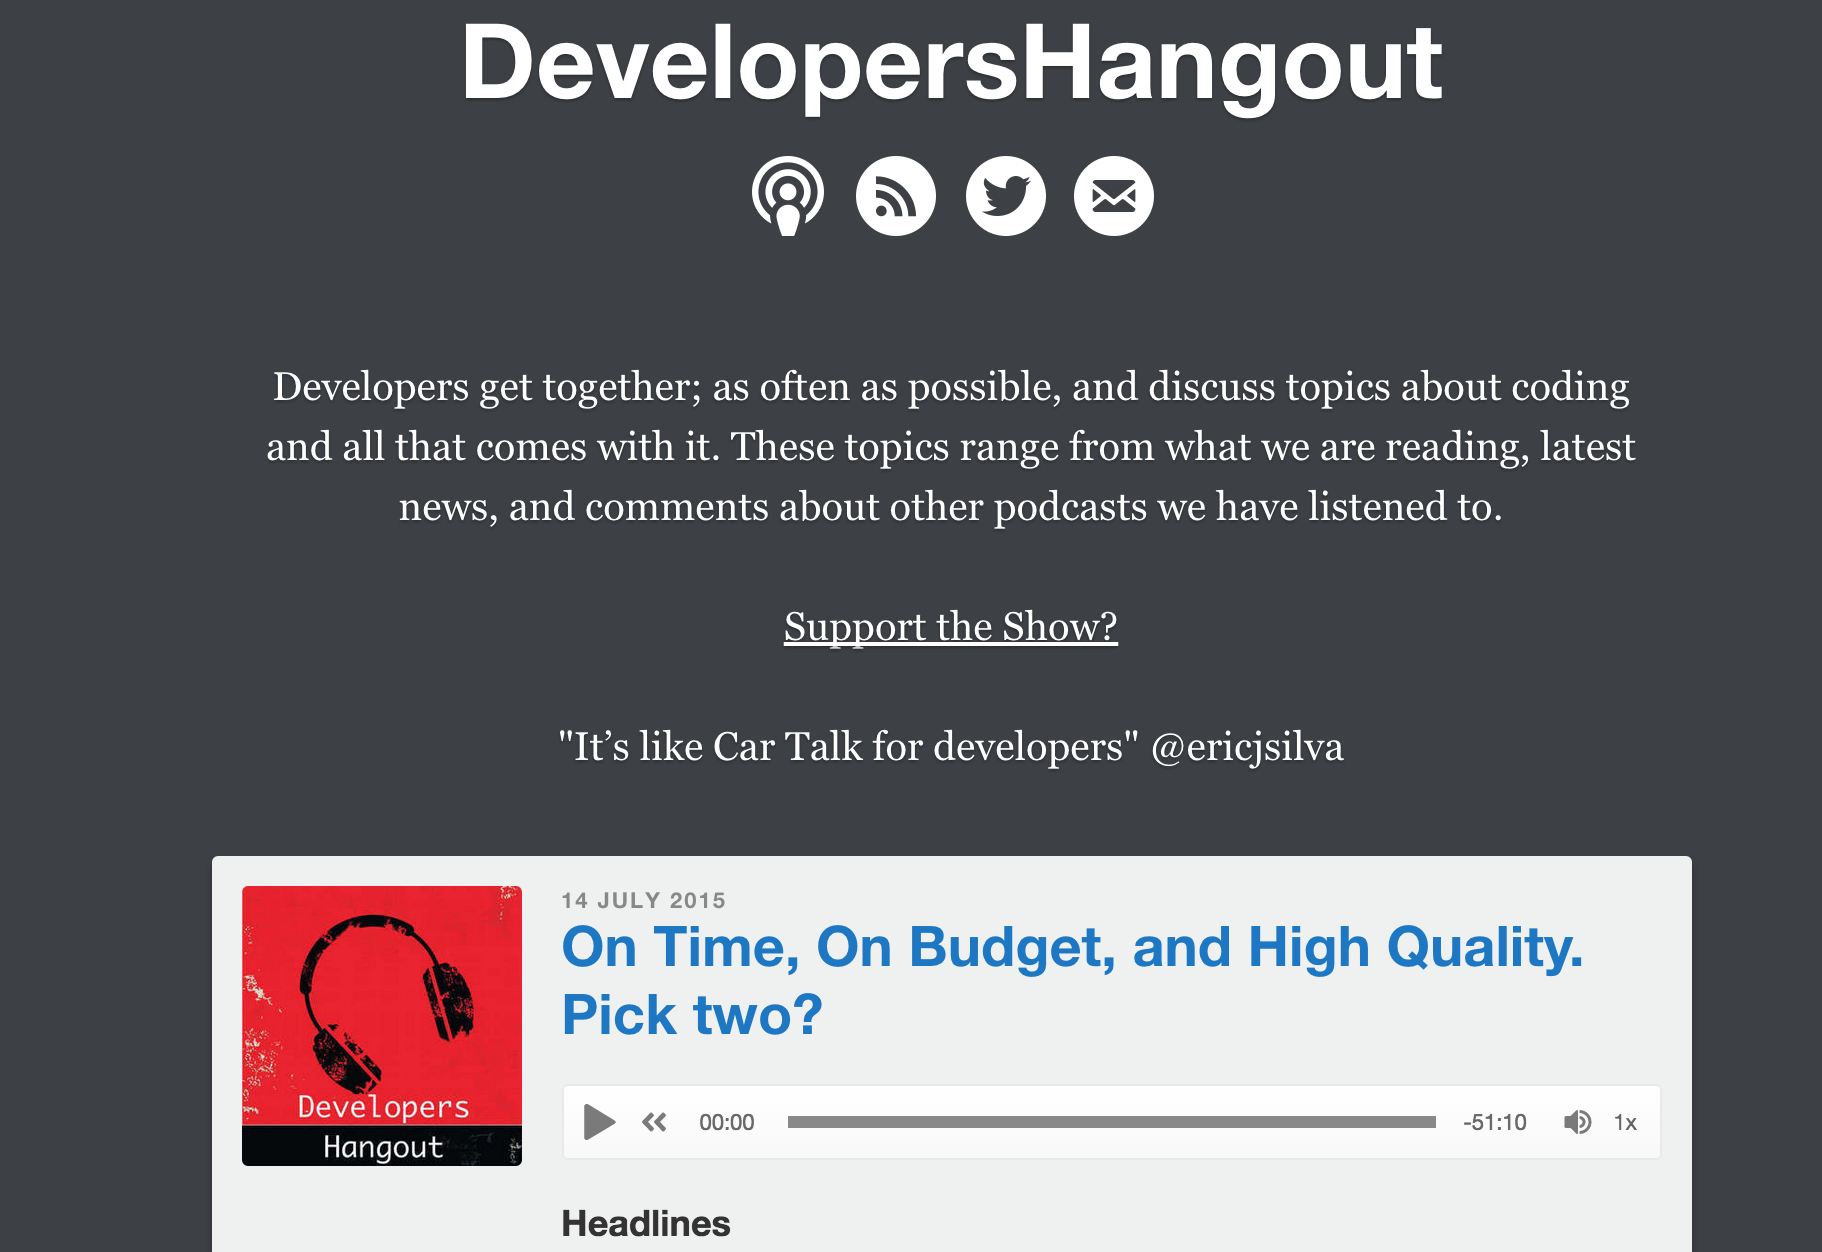 DevelopersHangout
Developers get together; as often as possible, and discuss topics about coding
and all that comes with it. These topics range from what we are reading, latest
news, and comments about other podcasts we have listened to.
Support the Show?
"It’s like Car Talk for developers" @ericjsilva
Developers
Hangout
14 JULY 2015
On Time, On Budget, and High Quality.
Pick two?
00:00 -51:10 1x
Headlines